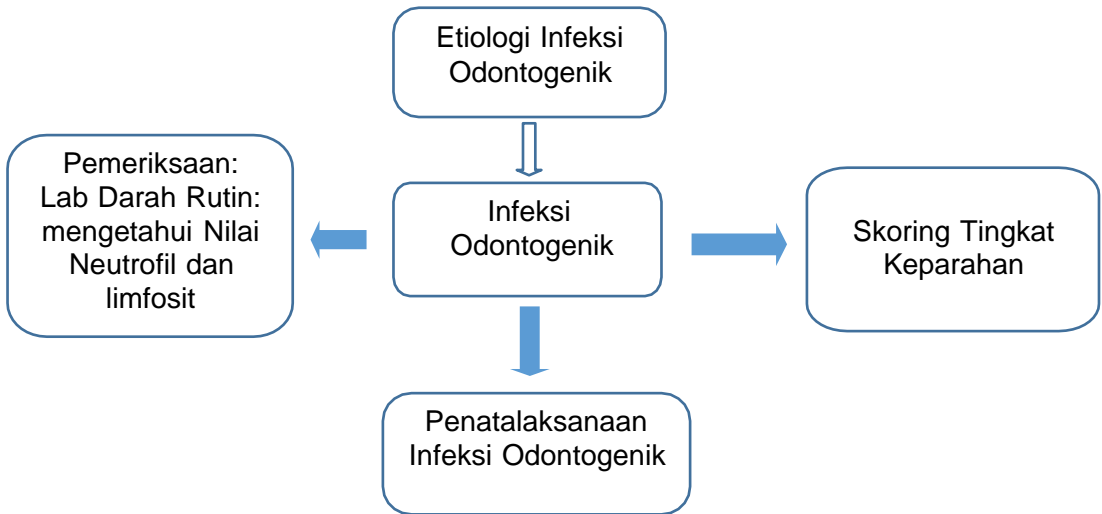 Etiologi Infeksi
Odontogenik
Pemeriksaan:
Lab Darah Rutin:
mengetahui Nilai
Neutrofil dan
limfosit
Infeksi
Odontogenik
Skoring Tingkat
Keparahan
Penatalaksanaan
Infeksi Odontogenik